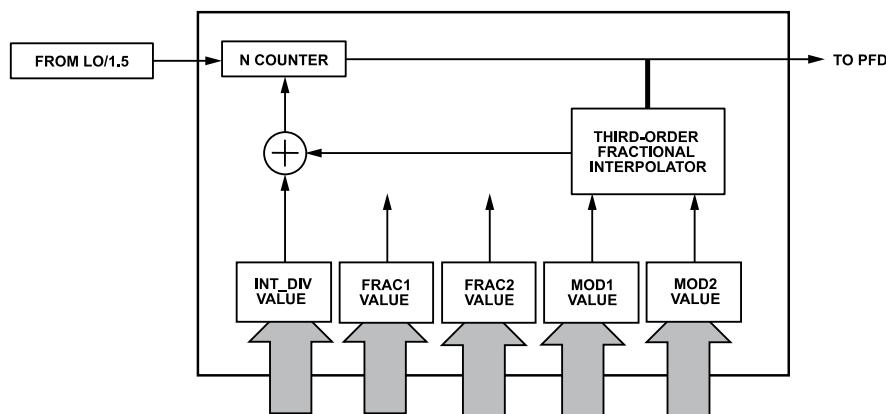 FROM LO/1.5
N COUNTER
TO PFD
THIRD-ORDER
FRACTIONAL
INTERPOLATOR
INT_DIV
VALUE
FRAC1
VALUE
FRAC2
VALUE
MOD1
VALUE
MOD2
VALUE